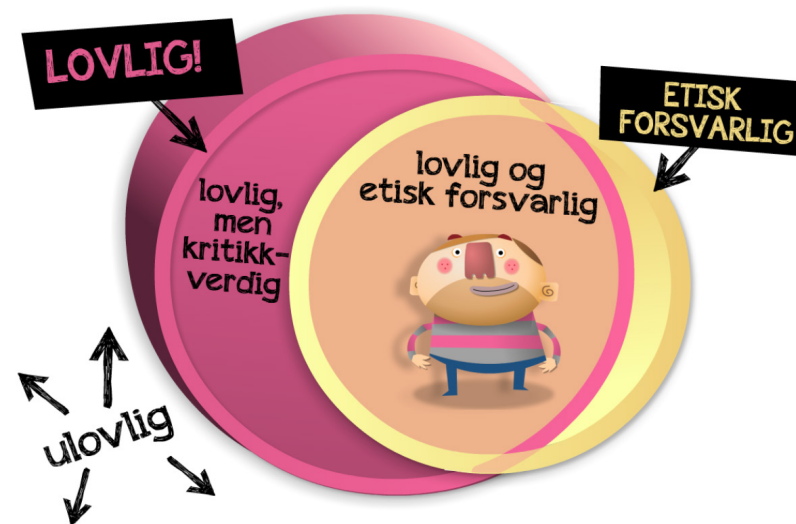 LOVLIG!
ETISK
FORSVARLIG
lovlig og
etisk forsvarlig
lovlig,
men
kritikk-
verdig
ulovlig